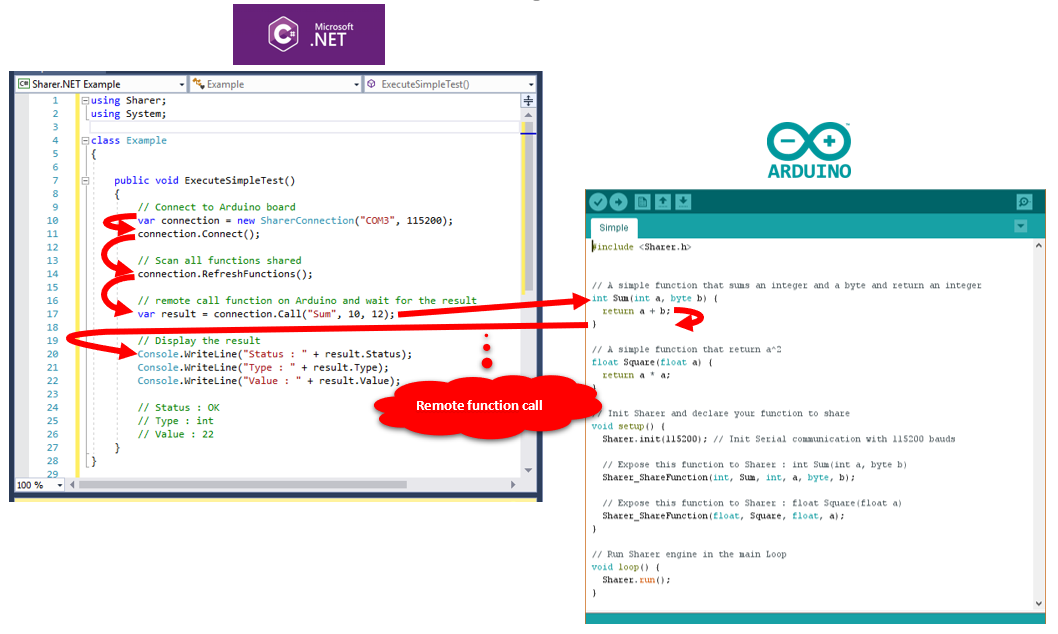 Microsoft
.NET
C# Sharer.NET Example
Example
ExecuteSimpleTest()
1 using Sharer;
2 using System;
3
4 class Example
5 {
6
7 public void ExecuteSimpleTest()
8 {
9 // Connect to Arduino board
10 var connection = new SharerConnection("COM3", 115200);
11 connection.Connect();
12
13 // Scan all functions shared
14 connection.RefreshFunctions();
15
16 // remote call function on Arduino and wait for the result
17 var result = connection.Call("Sum", 10, 12);
18
19 // Display the result
20 Console.WriteLine("Status : " + result.Status);
21 Console.WriteLine("Type : " + result.Type);
22 Console.WriteLine("Value : " + result.Value);
23
24 // Status : OK
25 // Type : int
26 // Value : 22
27 }
28 }
29
100 %
Remote function call
ARDUINO
Simple
#include <Sharer.h>
// A simple function that sums an integer and a byte and return an integer
int Sum(int a, byte b) {
return a + b;
}
// A simple function that return a^2
float Square(float a) {
return a * a;
}
// Init Sharer and declare your function to share
void setup() {
Sharer.init(115200); // Init Serial communication with 115200 bauds
// Expose this function to Sharer : int Sum(int a, byte b)
Sharer_ShareFunction(int, Sum, int, a, byte, b);
// Expose this function to Sharer : float Square(float a)
Sharer_ShareFunction(float, Square, float, a);
}
// Run Sharer engine in the main Loop
void loop() {
Sharer.run();
}